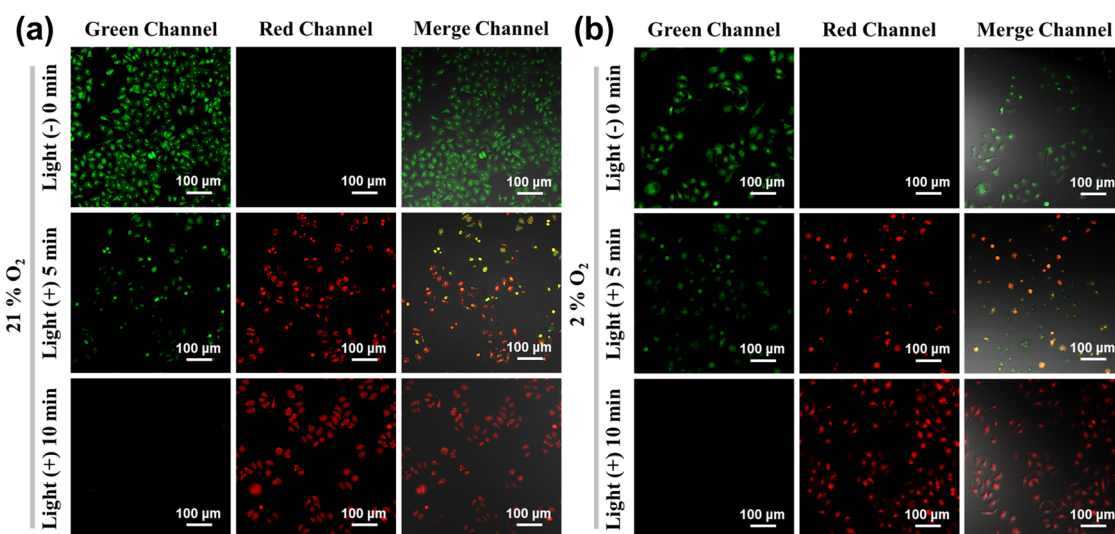 (a)
Green Channel Red Channel Merge Channel
21 % O2
Light (-) 0 min
100 µm 100 µm 100 µm
Light (+) 5 min
100 µm 100 µm 100 µm
Light (+) 10 min
100 µm 100 µm 100 µm
(b)
Green Channel Red Channel Merge Channel
2 % O2
Light (-) 0 min
100 µm 100 µm 100 µm
Light (+) 5 min
100 µm 100 µm 100 µm
Light (+) 10 min
100 µm 100 µm 100 µm